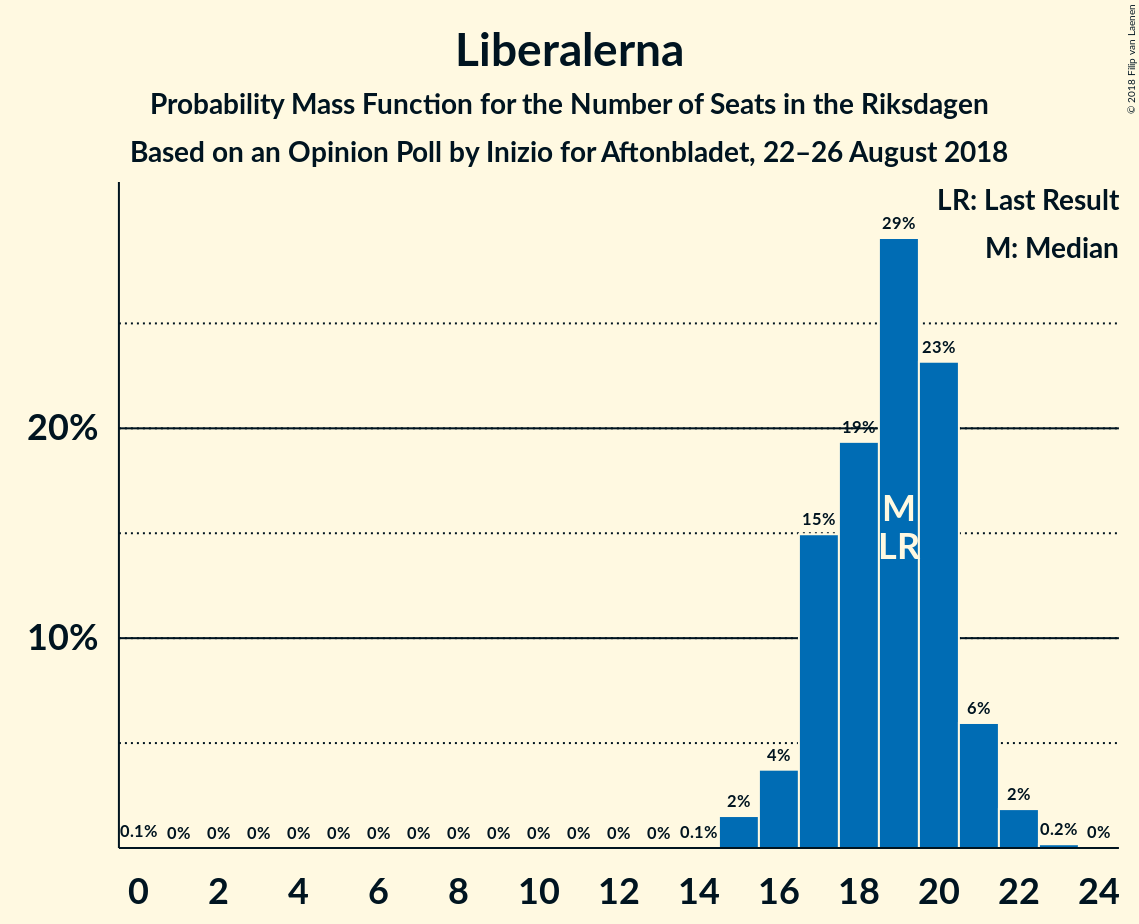 Liberalerna
Probability Mass Function for the Number of Seats in the Riksdagen
Based on an Opinion Poll by Inizio for Aftonbladet, 22–26 August 2018
© 2018 Filip van Laenen
LR: Last Result
M: Median
29%
23%
20%
19%
M
LR
15%
10%
6%
4%
2%
2%
0.1% 0% 0% 0% 0% 0% 0% 0% 0% 0% 0% 0% 0% 0% 0.1% 0.2% 0%
0 2 4 6 8 10 12 14 16 18 20 22 24